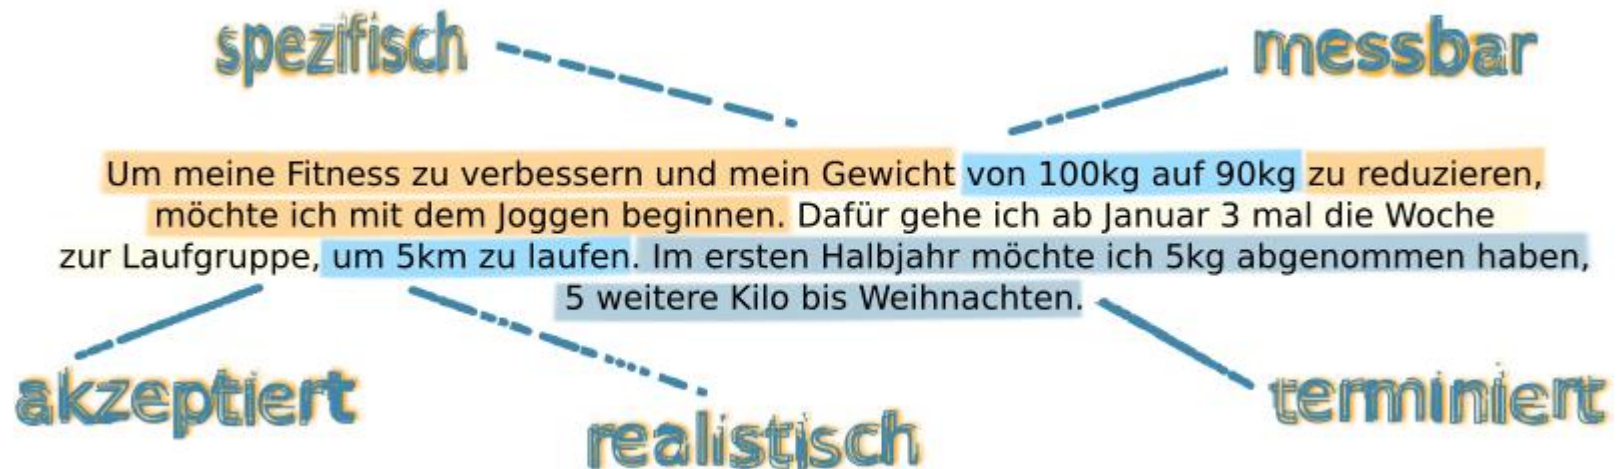 spezifisch
messbar
Um meine Fitness zu verbessern und mein Gewicht von 100kg auf 90kg zu reduzieren,
möchte ich mit dem Joggen beginnen. Dafür gehe ich ab Januar 3 mal die Woche
zur Laufgruppe, um 5km zu laufen. Im ersten Halbjahr möchte ich 5kg abgenommen haben,
5 weitere Kilo bis Weihnachten.
akzeptiert
realistisch
terminiert